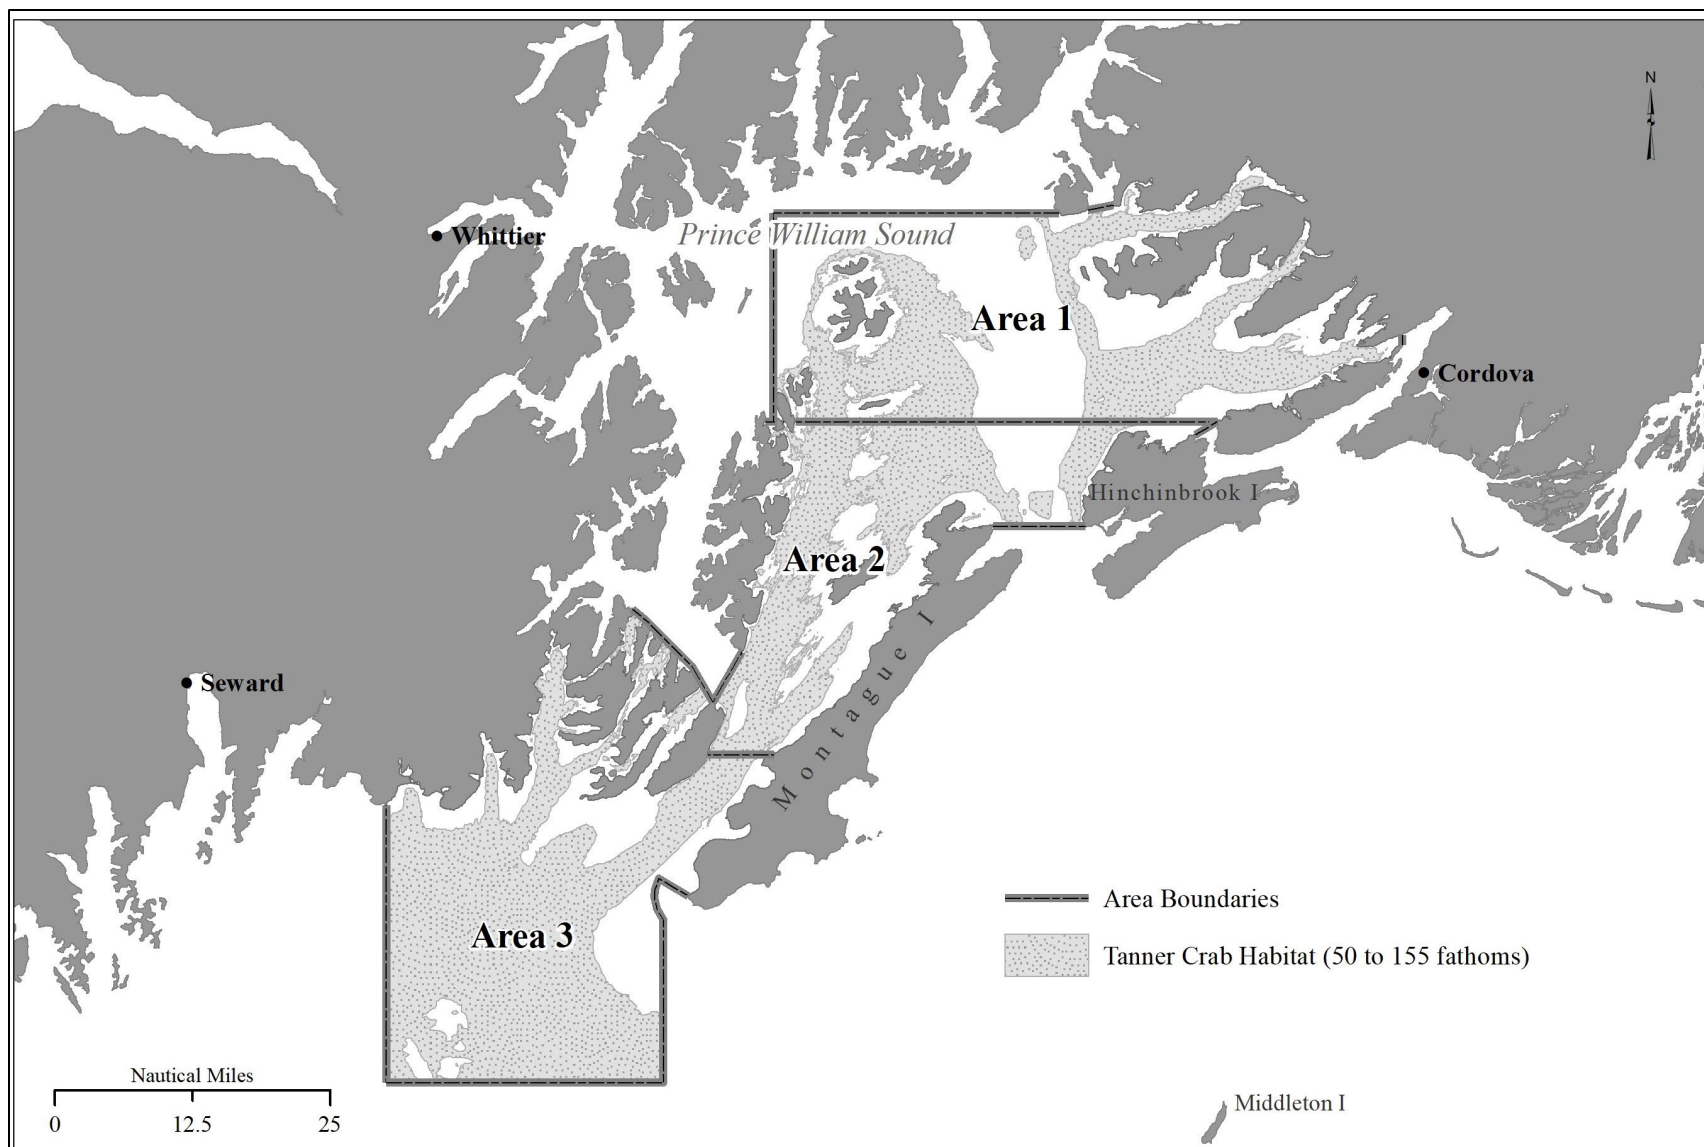 N
Whittier
Prince William Sound
Area 1
Cordova
Hinchinbrook I
Area 2
Montague I
Seward
Area Boundaries
Area 3
Tanner Crab Habitat (50 to 155 fathoms)
Nautical Miles
0 12.5 25
Middleton I